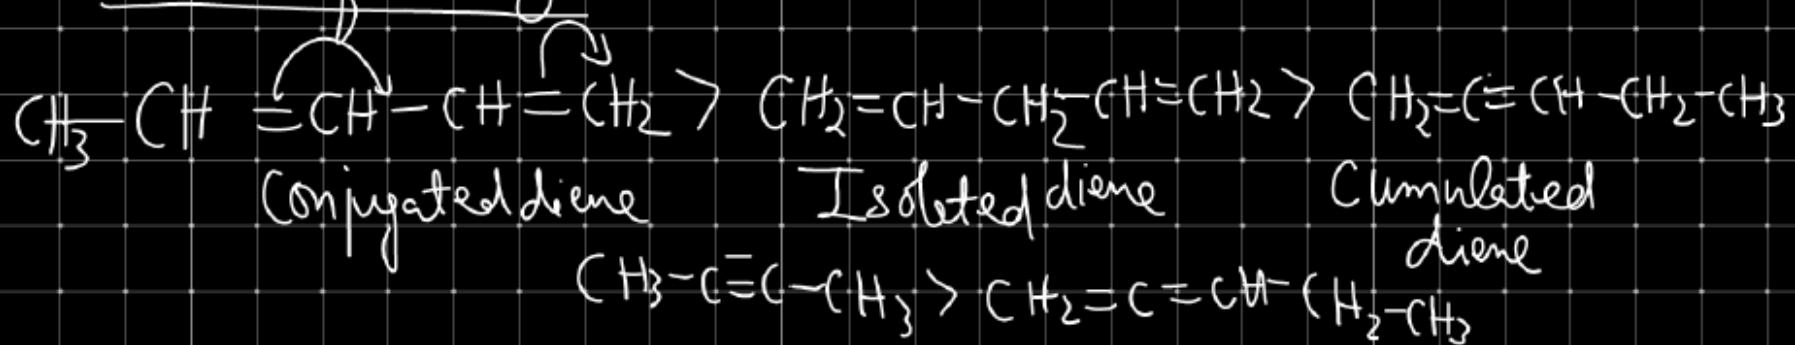 CH₃-CH=CH-CH=CH₂ > CH₂=CH-CH₂-CH=CH₂ > CH₂=C=CH-CH₂-CH₃
Conjugated diene Isolated diene Cumulated
diene
CH₃-C≡C-CH₃ > CH₂=C=CH-CH₂-CH₃